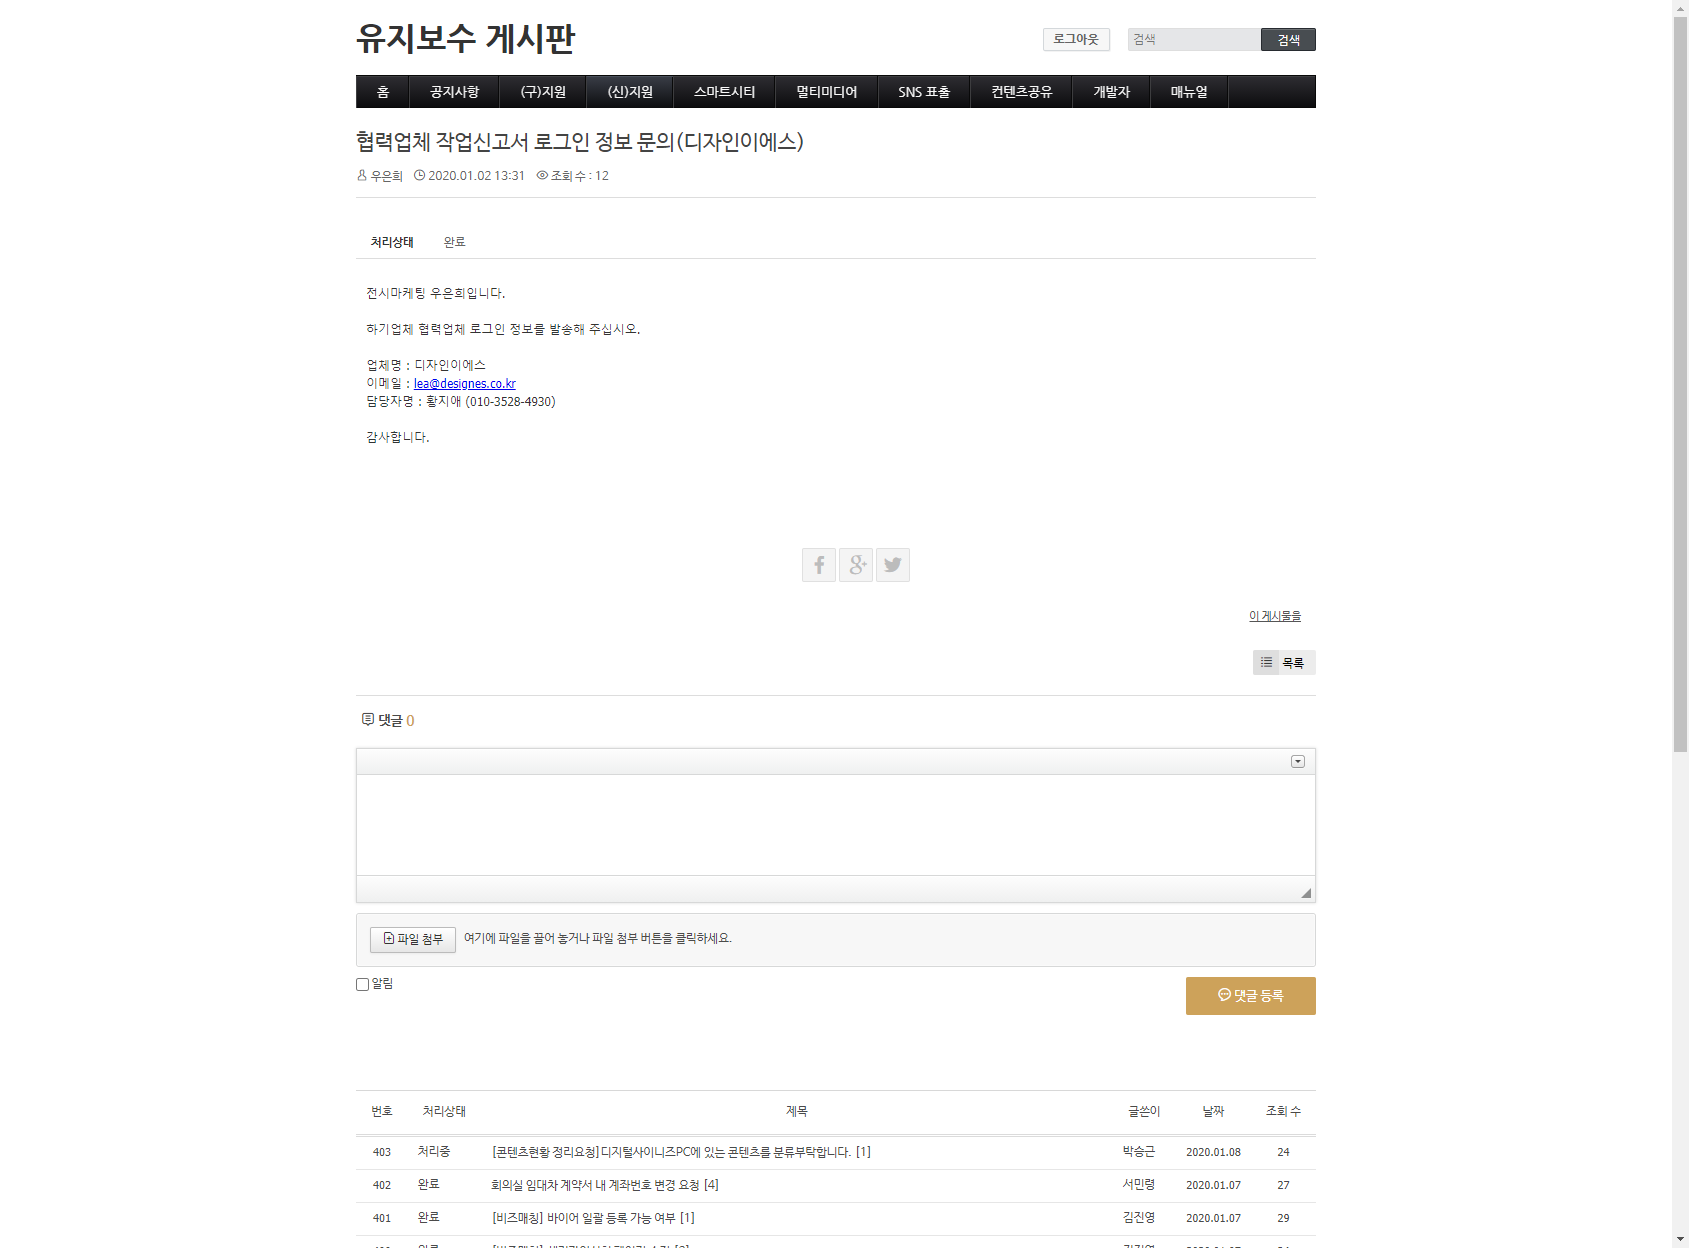 유지보수 게시판
로그아웃
검색
검색
홈 공지사항 (구)지원 (신)지원 스마트시티 멀티미디어 SNS 표출 컨텐츠공유 개발자 매뉴얼
협력업체 작업신고서 로그인 정보 문의(디자인이에스)
우은희 2020.01.02 13:31 조회 수 : 12
처리상태 완료
전시마케팅 우은희입니다.
하기업체 협력업체 로그인 정보를 발송해 주십시오.
업체명 : 디자인이에스
이메일 : lea@designes.co.kr
담당자명 : 황지애 (010-3528-4930)
감사합니다.
이 게시물을
목록
댓글 0
파일 첨부 여기에 파일을 끌어 놓거나 파일 첨부 버튼을 클릭하세요.
알림
댓글 등록
번호 처리상태 제목 글쓴이 날짜 조회 수
403 처리중 [콘텐츠현황 정리요청]디지털사이니즈PC에 있는 콘텐츠를 분류부탁합니다. [1] 박승근 2020.01.08 24
402 완료 회의실 임대차 계약서 내 계좌번호 변경 요청 [4] 서민령 2020.01.07 27
401 완료 [비즈매칭] 바이어 일괄 등록 가능 여부 [1] 김진영 2020.01.07 29